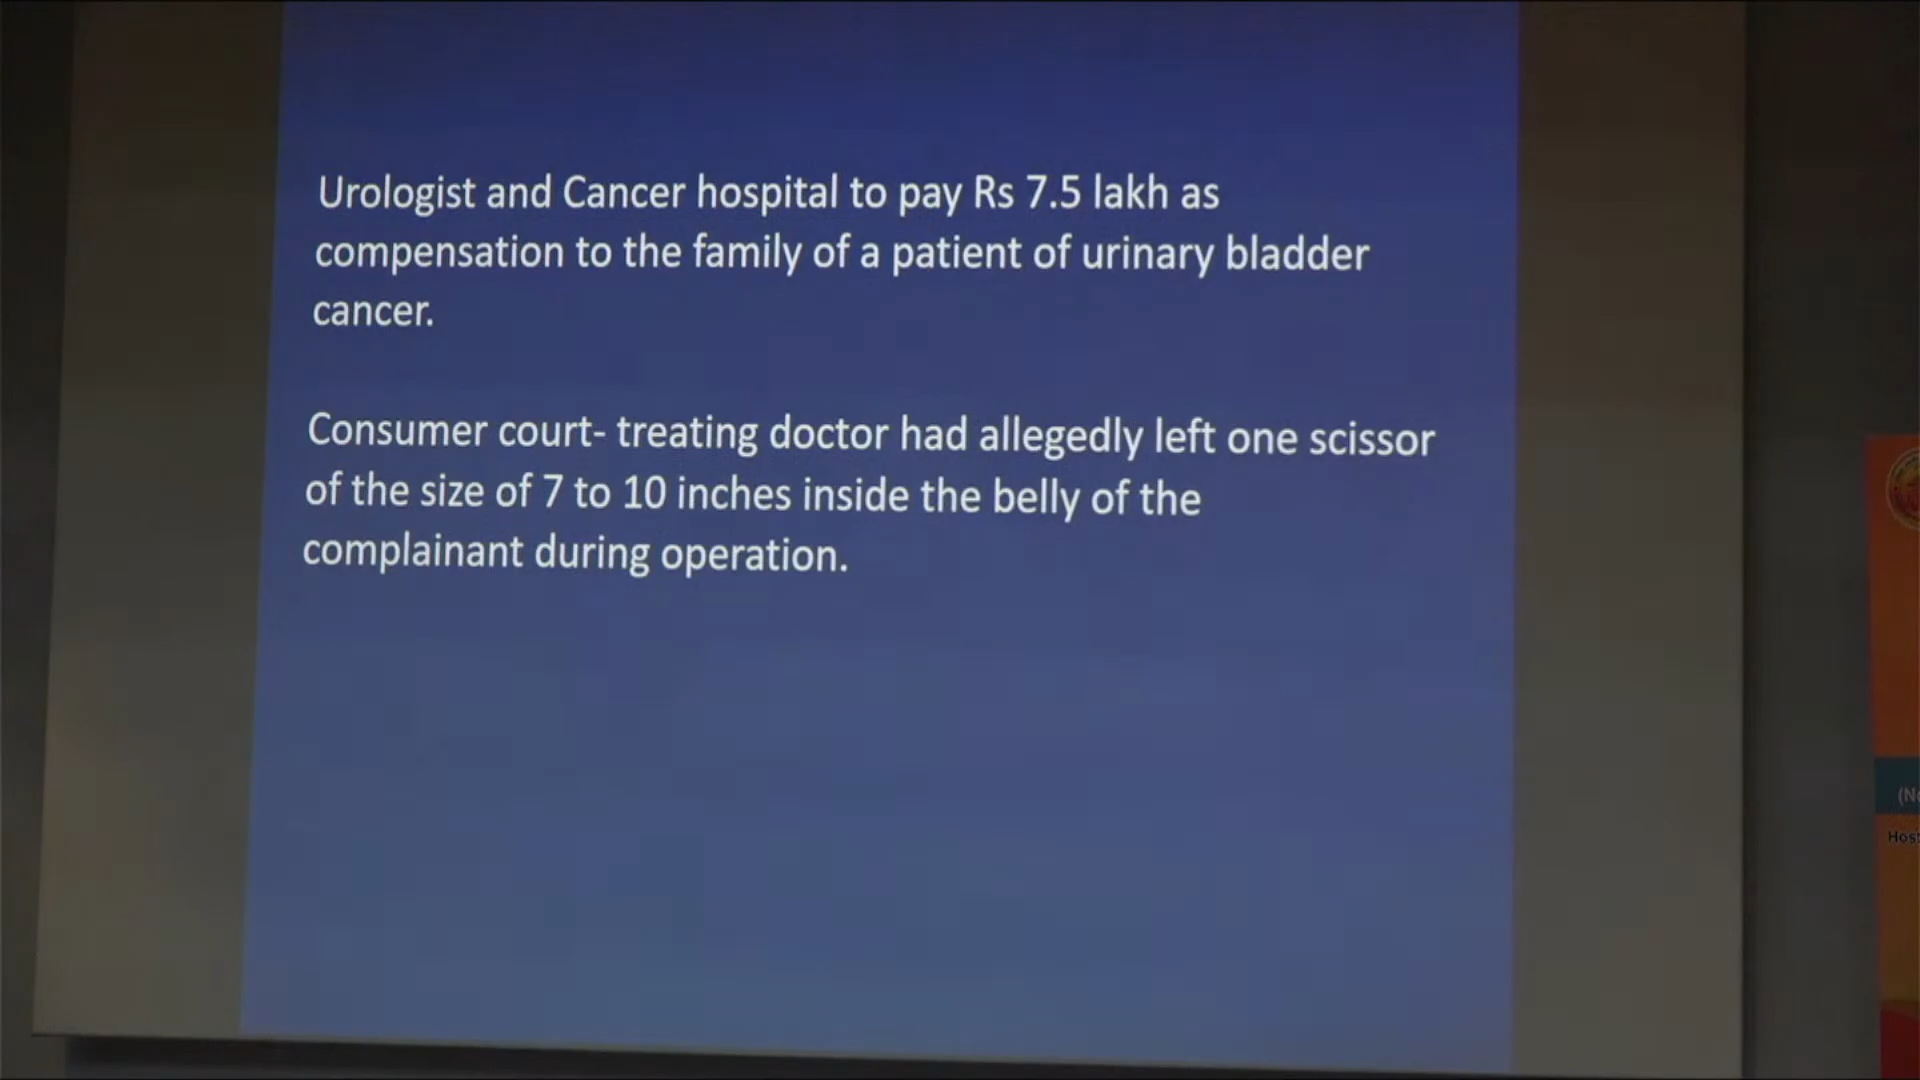 Urologist and Cancer hospital to pay Rs 7.5 lakh as
compensation to the family of a patient of urinary bladder
cancer.
Consumer court- treating doctor had allegedly left one scissor
of the size of 7 to 10 inches inside the belly of the
complainant during operation.